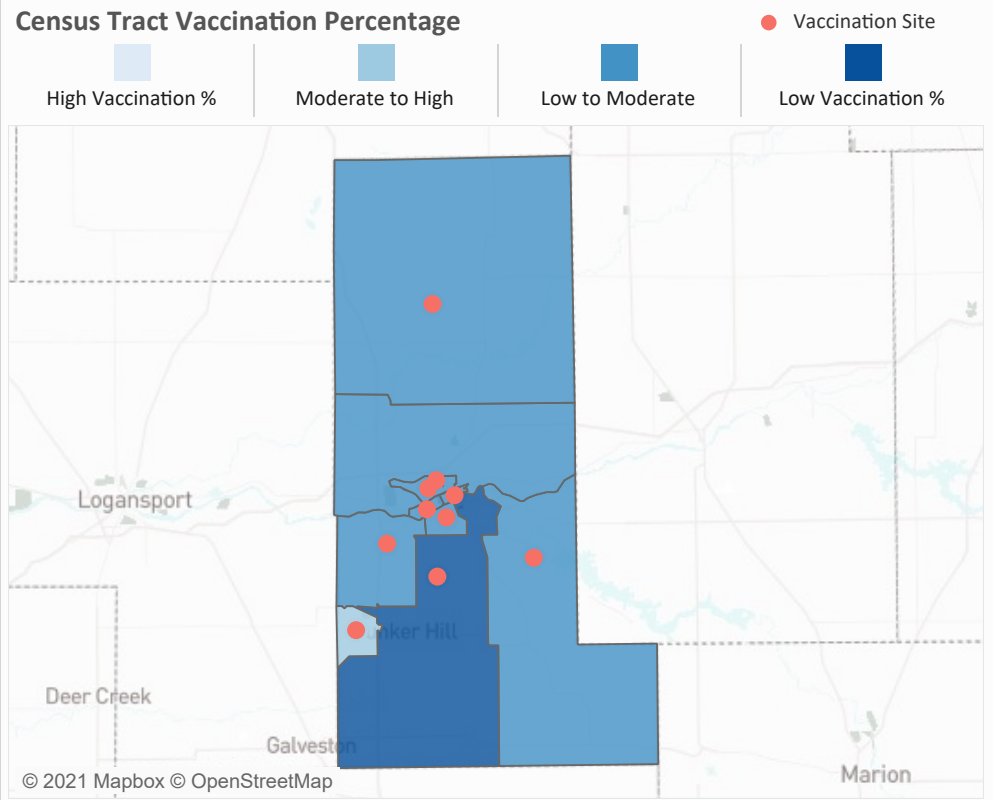 Census Tract Vaccination Percentage
Vaccination Site
High Vaccination %
Moderate to High
Low to Moderate
Low Vaccination %
Logansport
Hill
Deer Creek
Galveston
Marion
© 2021 Mapbox © OpenStreetMap